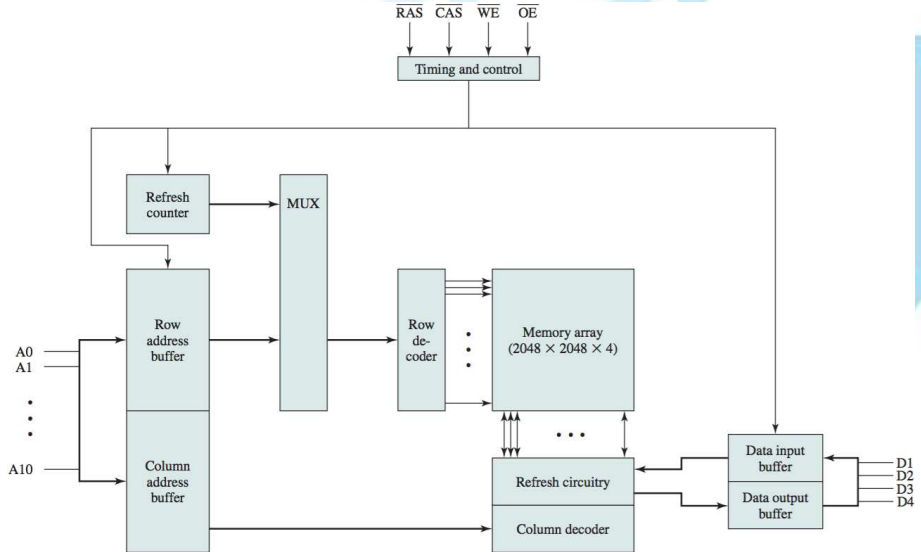 RAS CAS WE OE
Timing and control
Refresh
counter
MUX
Row
address
buffer
Row
de-
coder
Memory array
(2048 × 2048 × 4)
A0
A1
A10
Column
address
buffer
Refresh circuitry
Column decoder
Data input
buffer
Data output
buffer
D1
D2
D3
D4